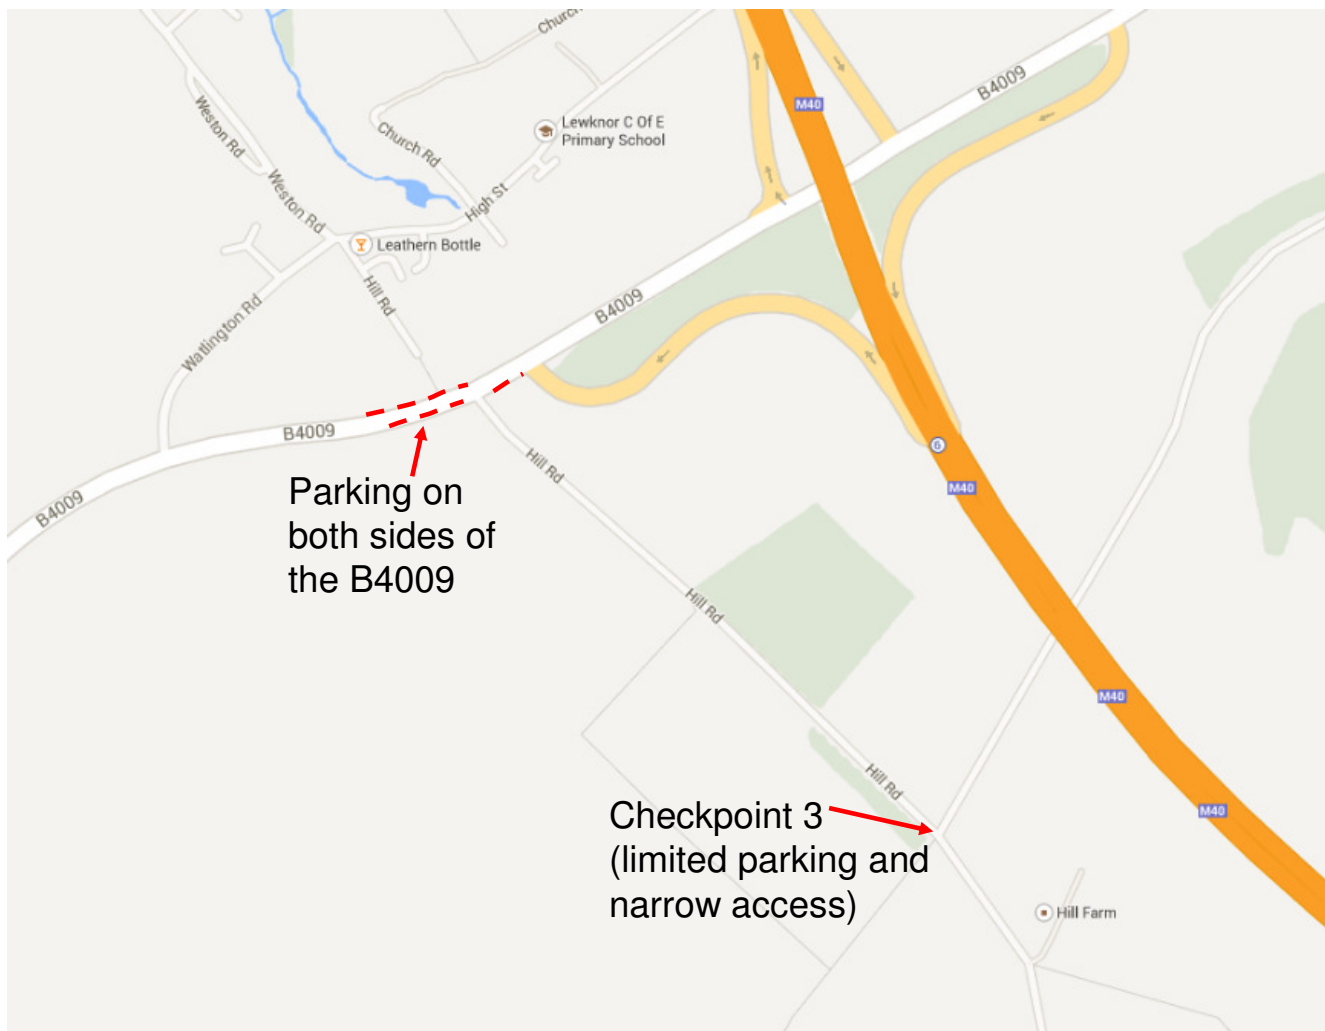 Church
B4009
M40
Lewknor C Of E
Primary School
Weston Rd
Church Rd
Weston Rd
High St
Leathern Bottle
Hill Rd
B4009
Watlington Rd
B4009
6
Hill Rd
M40
B4009
Parking on
both sides of
the B4009
Hill Rd
M40
Hill Rd
M40
Checkpoint 3
(limited parking and
narrow access)
Hill Farm